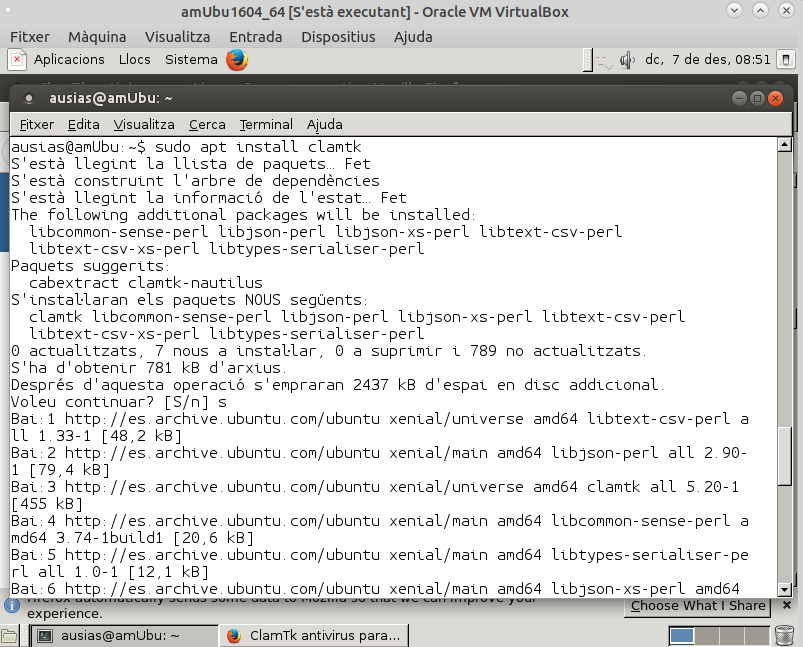 amUbu1604_64 [S'està executant] - Oracle VM VirtualBox
Fitxer Màquina Visualitza Entrada Dispositius Ajuda
Aplicacions Llocs Sistema dc, 7 de des, 08:51
ausias@amUbu: ~
Fitxer Edita Visualitza Cerca Terminal Ajuda
ausias@amUbu:~$ sudo apt install clamtk
S'està llegint la llista de paquets… Fet
S'està construint l'arbre de dependències
S'està llegint la informació de l'estat… Fet
The following additional packages will be installed:
libcommon-sense-perl libjson-perl libjson-xs-perl libtext-csv-perl
libtext-csv-xs-perl libtypes-serialiser-perl
Paquets suggerits:
cabextract clamtk-nautilus
S'instal·laran els paquets NOUS següents:
clamtk libcommon-sense-perl libjson-perl libjson-xs-perl libtext-csv-perl
libtext-csv-xs-perl libtypes-serialiser-perl
0 actualitzats, 7 nous a instal·lar, 0 a suprimir i 789 no actualitzats.
S'ha d'obtenir 781 kB d'arxius.
Després d'aquesta operació s'empraran 2437 kB d'espai en disc addicional.
Voleu continuar? [S/n] s
Bai:1 http://es.archive.ubuntu.com/ubuntu xenial/universe amd64 libtext-csv-perl a
ll 1.33-1 [48,2 kB]
Bai:2 http://es.archive.ubuntu.com/ubuntu xenial/main amd64 libjson-perl all 2.90-
1 [79,4 kB]
Bai:3 http://es.archive.ubuntu.com/ubuntu xenial/universe amd64 clamtk all 5.20-1
[455 kB]
Bai:4 http://es.archive.ubuntu.com/ubuntu xenial/main amd64 libcommon-sense-perl a
md64 3.74-1build1 [20,6 kB]
Bai:5 http://es.archive.ubuntu.com/ubuntu xenial/main amd64 libtypes-serialiser-pe
rl all 1.0-1 [12,1 kB]
Bai:6 http://es.archive.ubuntu.com/ubuntu xenial/main amd64 libjson-xs-perl amd64
Firefox automatically sends some data to Mozilla so that we can improve your
experience.
Choose What I Share
ausias@amUbu: ~ ClamTk antivirus para...